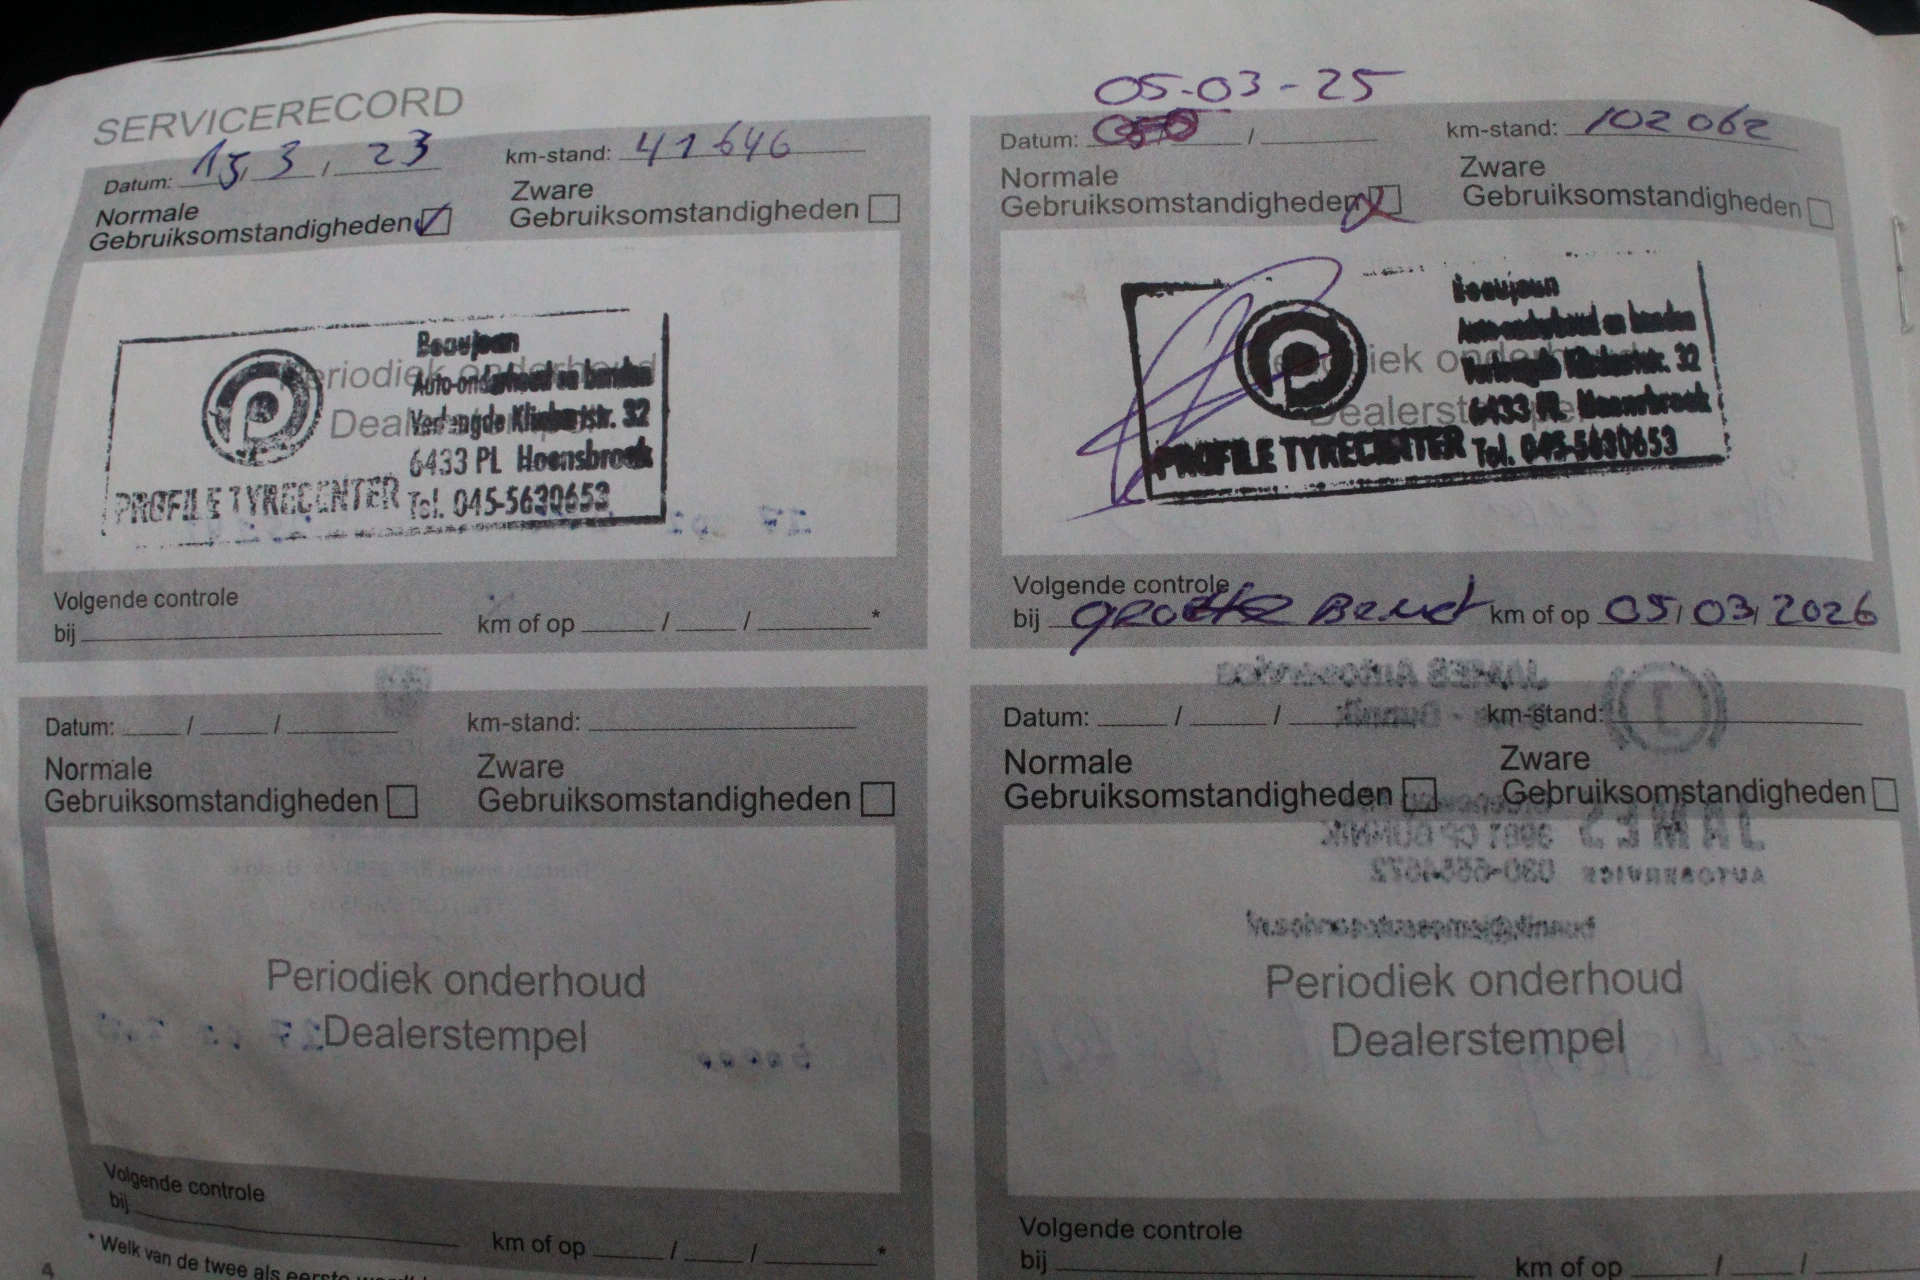 SERVICERECORD
Datum: 15, 3 / 23 km-stand: 41646
Normale
Gebruiksomstandigheden
Zware
Gebruiksomstandigheden
Beaujean
Auto-onderhoud en banden
Verlengde Klinkertstr. 32
6433 PL Hoensbroek
PROFILE TYRECENTER Tel. 045-5630653
Periodiek onderhoud
Volgende controle
bij km of op / / *
05-03-25
Datum: / km-stand: 102062
Normale
Gebruiksomstandigheden
Zware
Gebruiksomstandigheden
Beaujean
Auto-onderhoud en banden
Verlengde Klinkertstr. 32
6433 PL Hoensbroek
PROFILE TYRECENTER Tel. 045-5630653
Volgende controle
bij grote Beurt km of op 05/03/2026
Datum: / / km-stand:
Normale
Gebruiksomstandigheden
Zware
Gebruiksomstandigheden
Periodiek onderhoud
Dealerstempel
Volgende controle
bij km of op / / *
Datum: / / km-stand:
Normale
Gebruiksomstandigheden
Zware
Gebruiksomstandigheden
Periodiek onderhoud
Dealerstempel
Volgende controle
bij km of op / /
* Welk van de twee als eerste
4